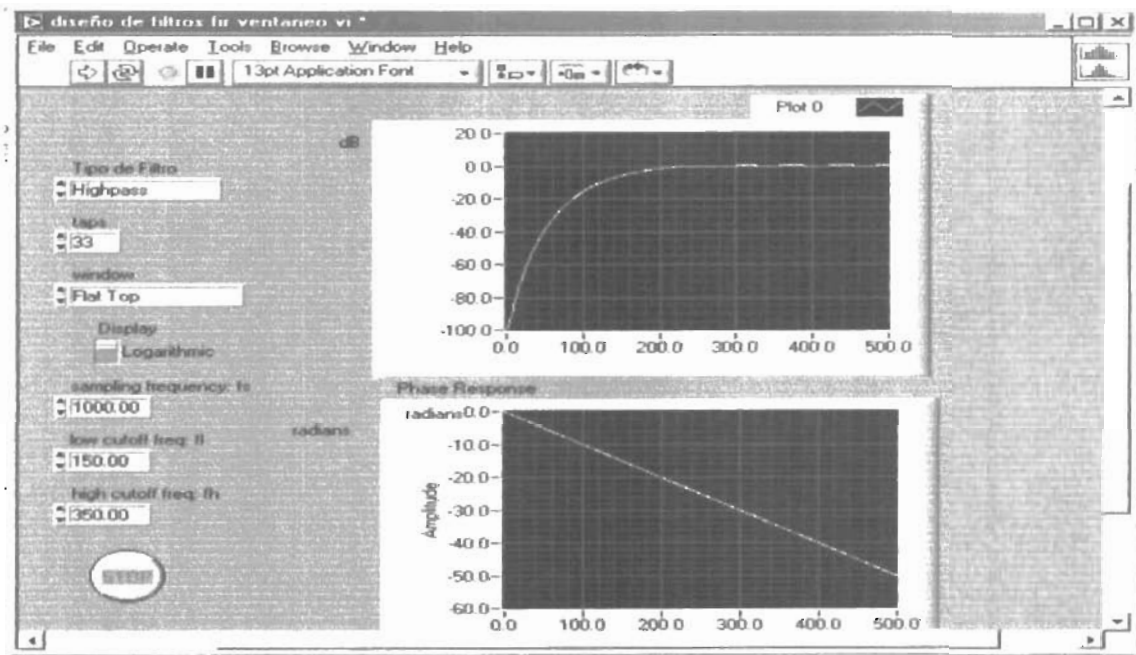 diseño de filtros fir ventaneo vi *
File Edit Operate Tools Browse Window Help
13pt Application Font
Plot 0
dB
20.0
0.0
-20.0
-40.0
-60.0
-80.0
-100.0
0.0 100.0 200.0 300.0 400.0 500.0
Tipo de Filtro
Highpass
taps
33
window
Flat Top
Display
Logarithmic
sampling frequency: fs
1000.00
low cutoff freq: fl
150.00
high cutoff freq: fh
350.00
STOP
Phase Response
radians
radians
Amplitude
0.0
-10.0
-20.0
-30.0
-40.0
-50.0
-60.0
0.0 100.0 200.0 300.0 400.0 500.0